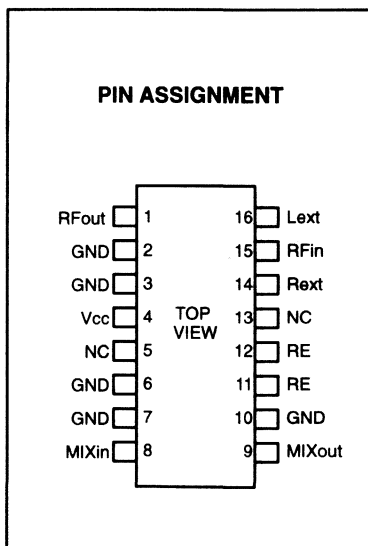 PIN ASSIGNMENT
RFout 1 16 Lext
GND 2 15 RFin
GND 3 14 Rext
Vcc 4 TOP 13 NC
NC 5 VIEW 12 RE
GND 6 11 RE
GND 7 10 GND
MIXin 8 9 MIXout